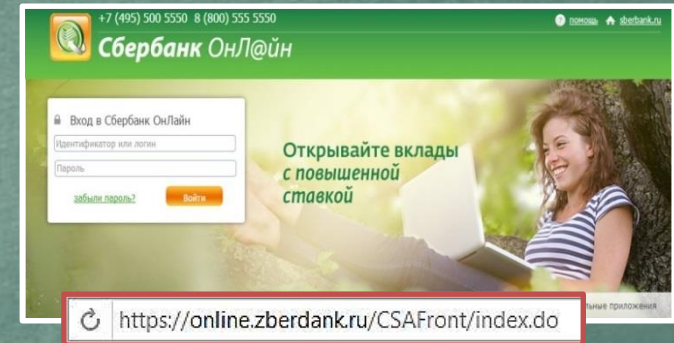 +7 (495) 500 5550 8 (800) 555 5550
помощь sberbank.ru
Сбербанк ОнЛ@йн
Вход в Сбербанк ОнЛайн
Идентификатор или логин
Пароль
забыли пароль?
Войти
Открывайте вклады
с повышенной
ставкой
приложения
https://online.zberdank.ru/CSAFront/index.do